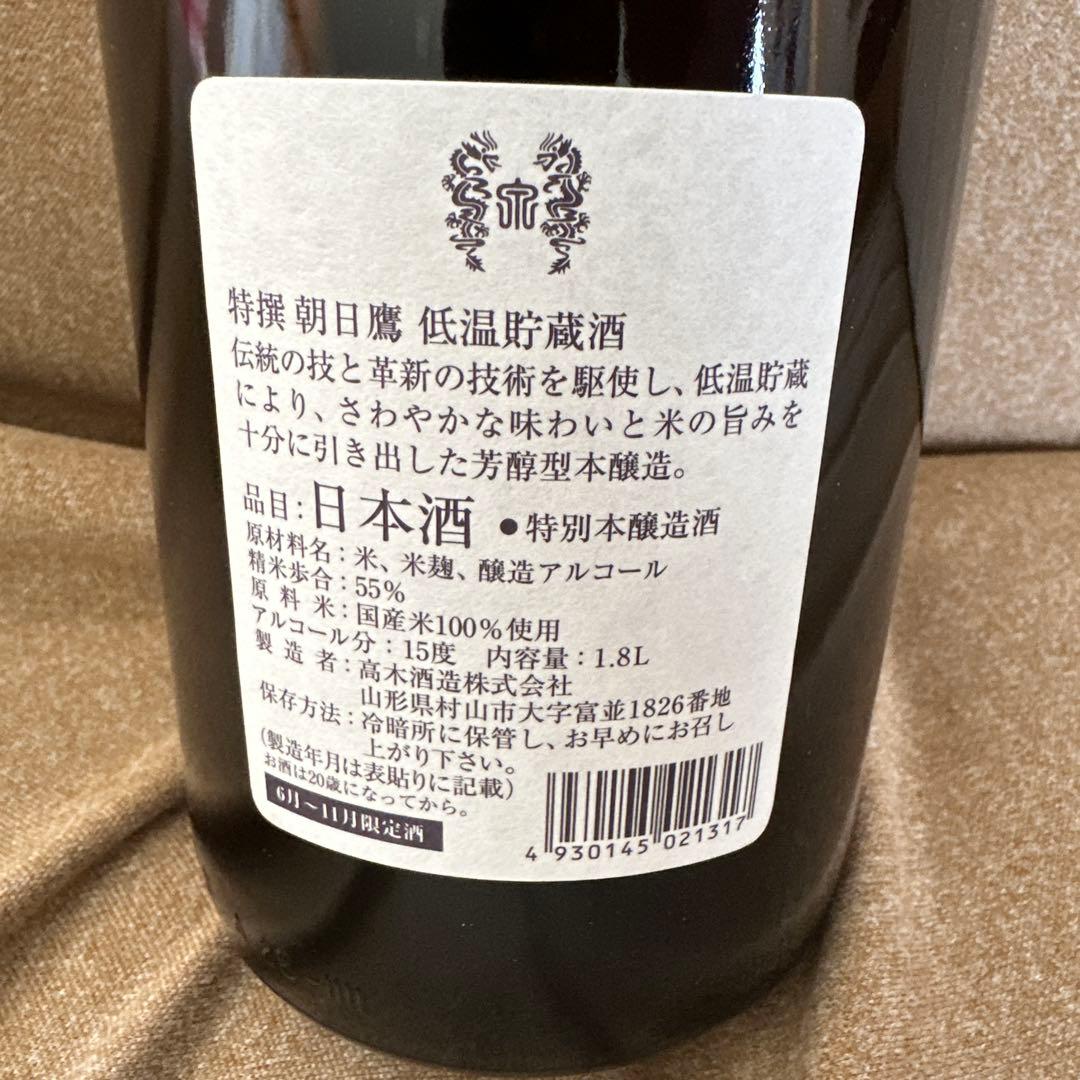 特撰 朝日鷹 低温貯蔵酒
伝統の技と革新の技術を駆使し、低温貯蔵
により、さわやかな味わいと米の旨みを
十分に引き出した芳醇型本醸造。
品目：日本酒 ●特別本醸造酒
原材料名：米、米麹、醸造アルコール
精米歩合：55%
原料米：国産米100%使用
アルコール分：15度 内容量：1.8L
製造者：高木酒造株式会社
山形県村山市大字富並1826番地
保存方法：冷暗所に保管し、お早めにお召し
上がり下さい。
(製造年月は表貼りに記載)
お酒は20歳になってから。
6月～11月限定酒
4 930145 021317